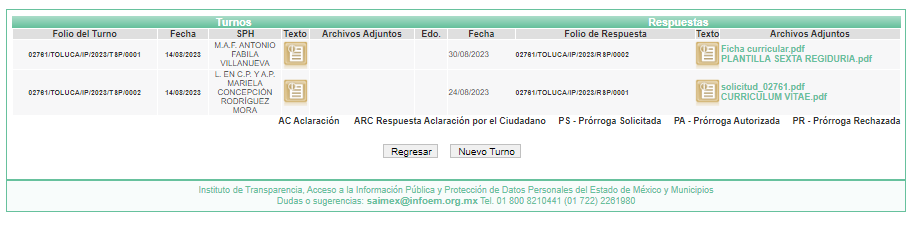 Turnos Respuestas
Folio del Turno Fecha SPH Texto Archivos Adjuntos Edo. Fecha Folio de Respuesta Texto Archivos Adjuntos
02761/TOLUCA/IP/2023/TSP/0001 14/08/2023 M.A.F. ANTONIO FABILA VILLANUEVA 30/08/2023 02761/TOLUCA/IP/2023/RSP/0002 Ficha curricular.pdf
PLANTILLA SEXTA REGIDURIA.pdf
02761/TOLUCA/IP/2023/TSP/0002 14/08/2023 L. EN C.P. Y A.P. MARIELA CONCEPCIÓN RODRÍGUEZ MORA 24/08/2023 02761/TOLUCA/IP/2023/RSP/0001 solicitud_02761.pdf
CURRICULUM VITAE.pdf
AC Aclaración ARC Respuesta Aclaración por el Ciudadano PS - Prórroga Solicitada PA - Prórroga Autorizada PR - Prórroga Rechazada
Regresar Nuevo Turno
Instituto de Transparencia, Acceso a la Información Pública y Protección de Datos Personales del Estado de México y Municipios
Dudas o sugerencias: saimex@infoem.org.mx Tel. 01 800 8210441 (01 722) 2261980